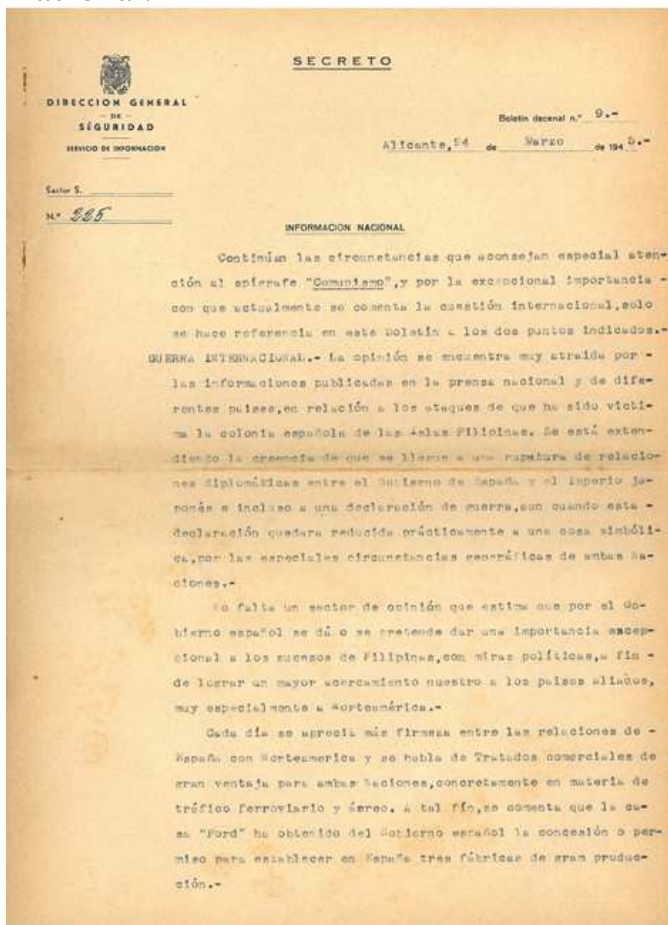 SECRETO
DIRECCION GENERAL
DE
SEGURIDAD
SERVICIO DE INFORMACION
Boletín decenal n.° 9.-
Alicante, 24 de Marzo de 1945.-
Sector S.
N.° 225
INFORMACION NACIONAL
Continúan las circunstancias que aconsejan especial aten-
ción al epígrafe "Comunismo",y por la excepcional importancia -
con que actualmente se comenta la cuestión internacional,solo
se hace referencia en este Boletín a los dos puntos indicados.-
GUERRA INTERNACIONAL.- La opinión se encuentra muy atraida por -
las informaciones publicadas en la prensa nacional y de dife-
rentes paises,en relación a los ataques de que ha sido vícti-
ma la colonia española de las Islas Filipinas. Se está exten-
diendo la creencia de que se llegue a una ruptura de relacio-
nes diplomáticas entre el Gobierno de España y el Imperio ja-
ponés e incluso a una declaración de guerra,aun cuando esta -
declaración quedara reducida prácticamente a una cosa simbóli-
ca,por las especiales circunstancias geográficas de ambas Na-
ciones.-
No falta un sector de opinión que estima que por el Go-
bierno español se dá o se pretende dar una importancia excep-
cional a los sucesos de Filipinas,con miras políticas,a fin -
de lograr un mayor acercamiento nuestro a los paises aliados,
muy especialmente a Norteamérica.-
Cada día se aprecia más firmeza entre las relaciones de -
España con Norteamerica y se habla de Tratados comerciales de
gran ventaja para ambas Naciones,concretamente en materia de
tráfico ferroviario y áereo. A tal fín,se comenta que la ca-
sa "Ford" ha obtenido del Gobierno español la concesión o per-
miso para establecer en España tres fábricas de gran produc-
ción.-